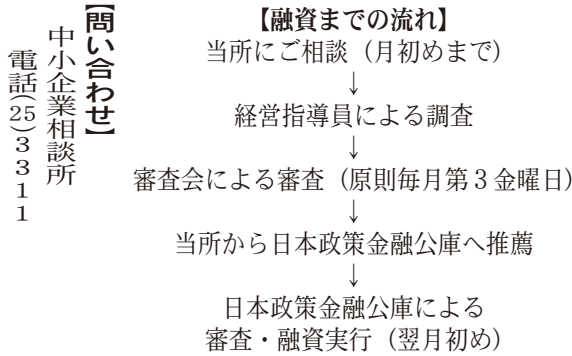 【融資までの流れ】
当所にご相談（月初めまで）
↓
経営指導員による調査
↓
審査会による審査（原則毎月第３金曜日）
↓
当所から日本政策金融公庫へ推薦
↓
日本政策金融公庫による
審査・融資実行（翌月初め）
【問い合わせ】
中小企業相談所
電話(25)３３１１